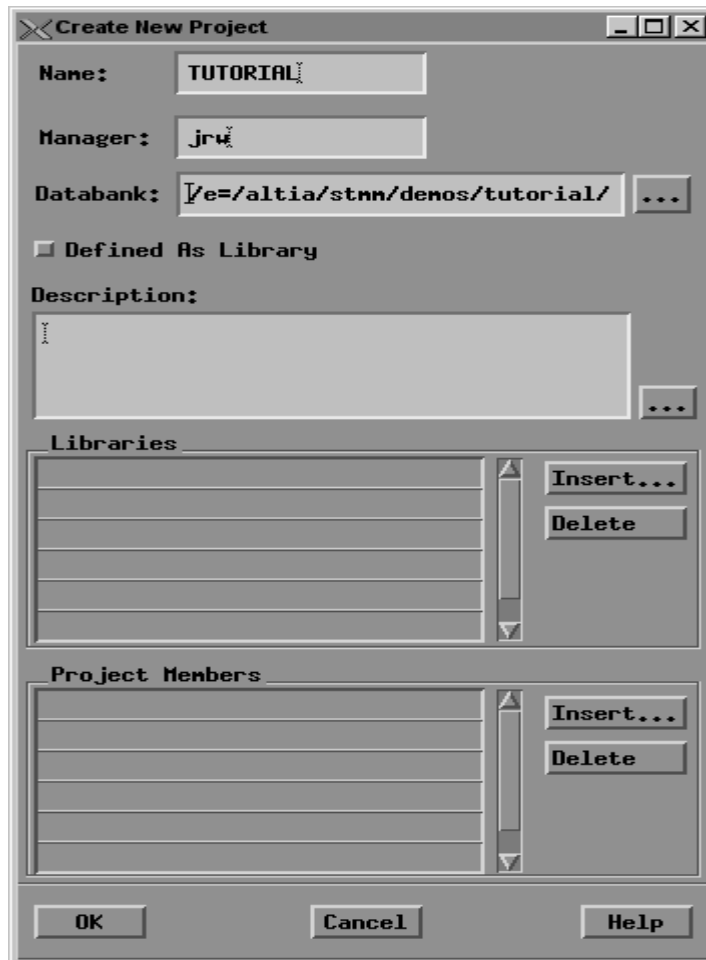 Create New Project
Name: TUTORIAL
Manager: jrw
Databank: /e=/altia/stmm/demos/tutorial/ ...
Defined As Library
Description:
...
Libraries
Insert...
Delete
Project Members
Insert...
Delete
OK Cancel Help